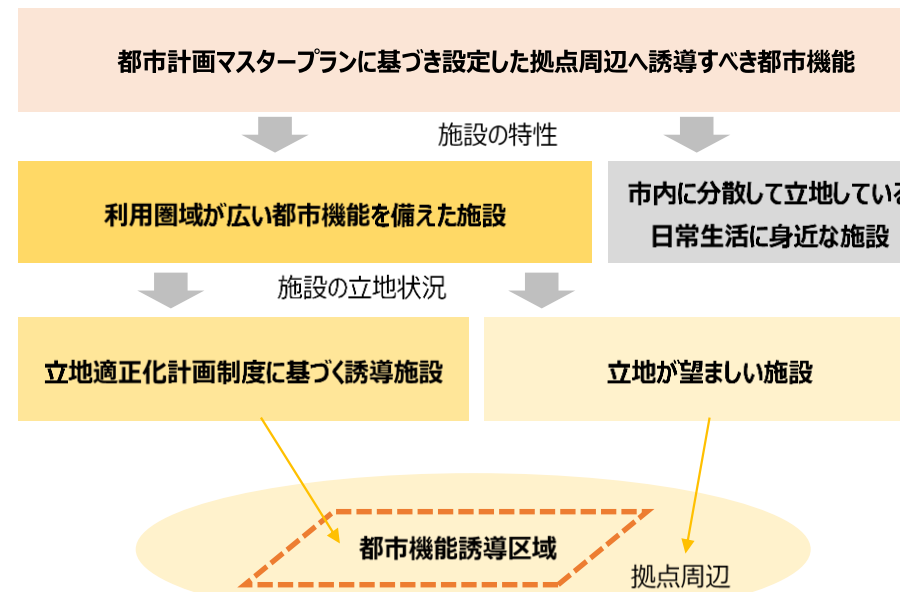 都市計画マスタープランに基づき設定した拠点周辺へ誘導すべき都市機能
施設の特性
利用圏域が広い都市機能を備えた施設
市内に分散して立地している
日常生活に身近な施設
施設の立地状況
立地適正化計画制度に基づく誘導施設
立地が望ましい施設
都市機能誘導区域
拠点周辺